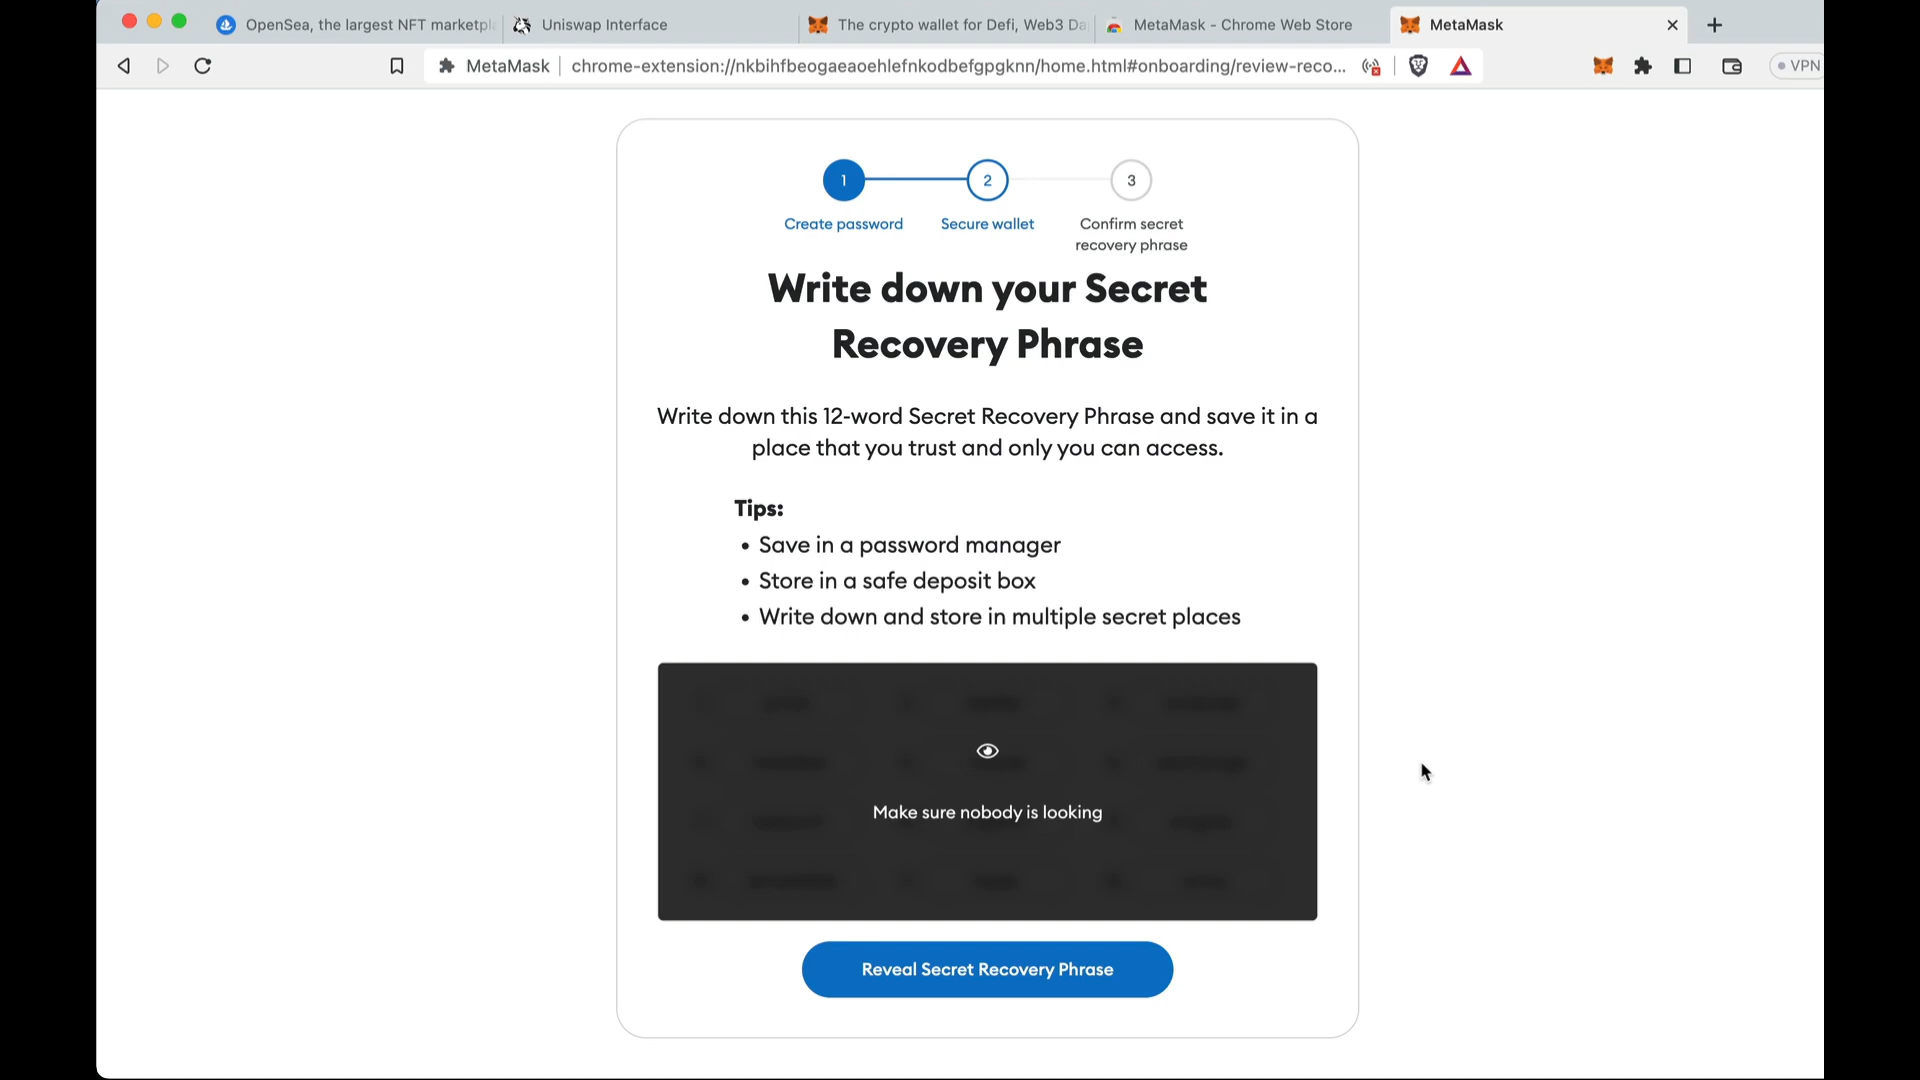 OpenSea, the largest NFT marketpl
Uniswap Interface
The crypto wallet for Defi, Web3 Da
MetaMask - Chrome Web Store
MetaMask
MetaMask
chrome-extension://nkbihfbeogaeaoehlefnkodbefgpgknn/home.html#onboarding/review-reco...
VPN
1
2
3
Create password
Secure wallet
Confirm secret
recovery phrase
Write down your Secret
Recovery Phrase
Write down this 12-word Secret Recovery Phrase and save it in a
place that you trust and only you can access.
Tips:
• Save in a password manager
• Store in a safe deposit box
• Write down and store in multiple secret places
Make sure nobody is looking
Reveal Secret Recovery Phrase